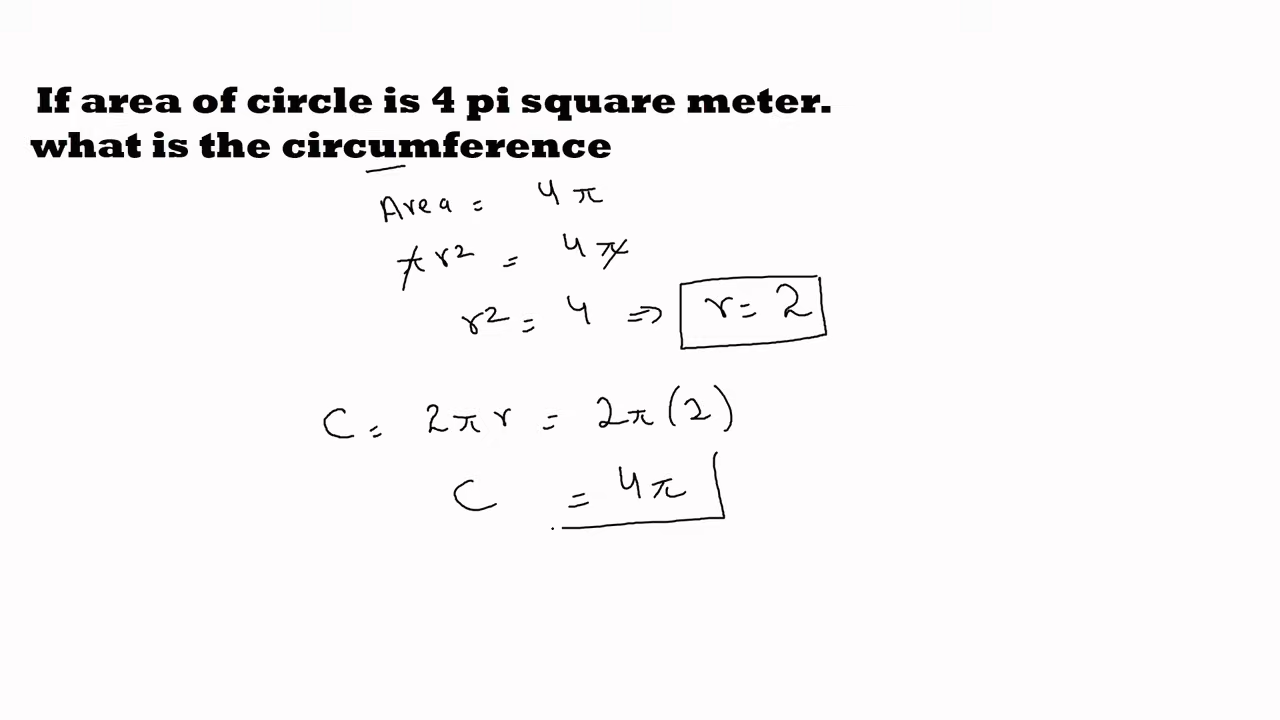 If area of circle is 4 pi square meter.
what is the circumference
Area = 4π
πr² = 4π
r² = 4 ⇒ r = 2
C = 2πr = 2π(2)
C = 4π